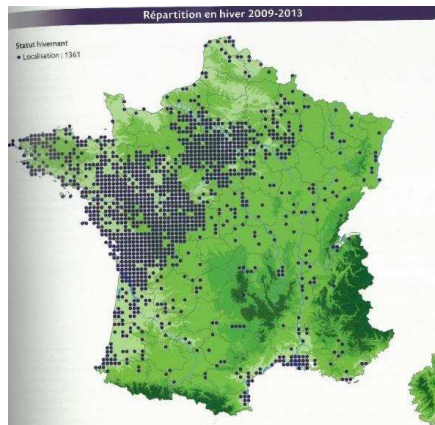 Répartition en hiver 2009-2013
Statut hivernant
Localisation : 1361